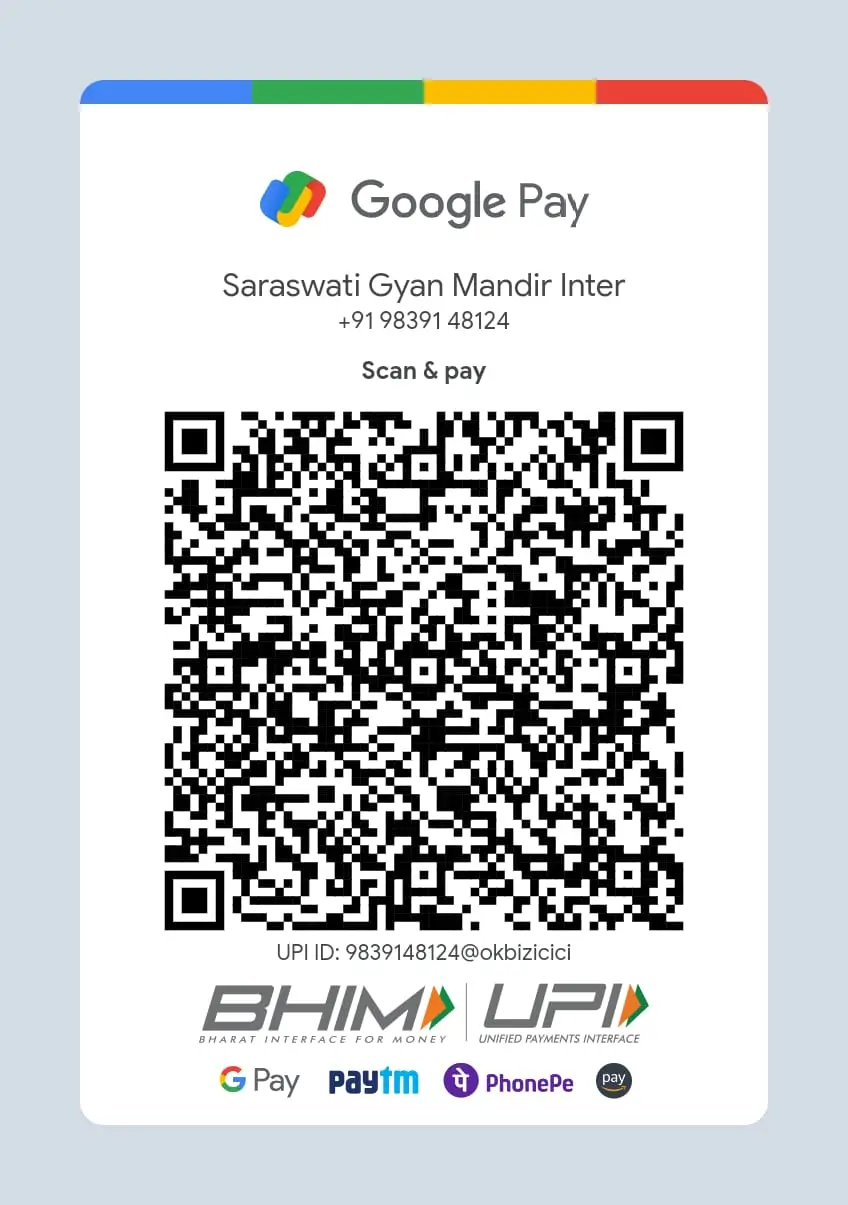 Google Pay
Saraswati Gyan Mandir Inter
+91 98391 48124
Scan & pay
UPI ID: 9839148124@okbizicici
BHIM UPI
BHARAT INTERFACE FOR MONEY UNIFIED PAYMENTS INTERFACE
G Pay paytm पे PhonePe pay